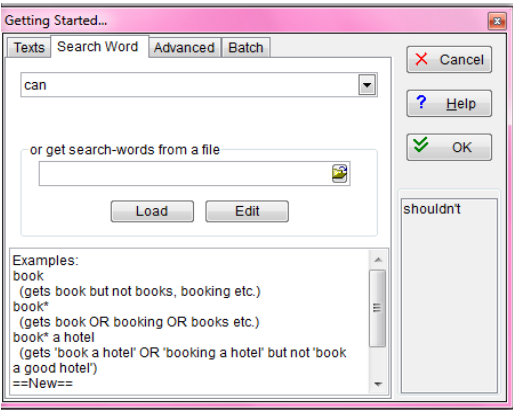 Getting Started...
Texts Search Word Advanced Batch
can
or get search-words from a file
Load Edit
Examples:
book
(gets book but not books, booking etc.)
book*
(gets book OR booking OR books etc.)
book* a hotel
(gets 'book a hotel' OR 'booking a hotel' but not 'book
a good hotel')
==New==
Cancel
? Help
OK
shouldn't